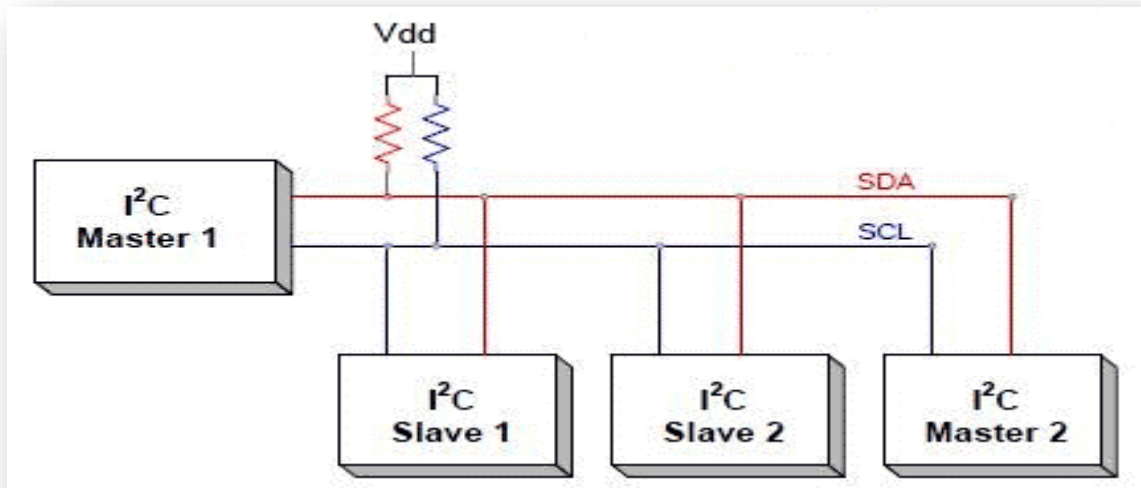 Vdd
SDA
I²C
Master 1
SCL
I²C
Slave 1
I²C
Slave 2
I²C
Master 2